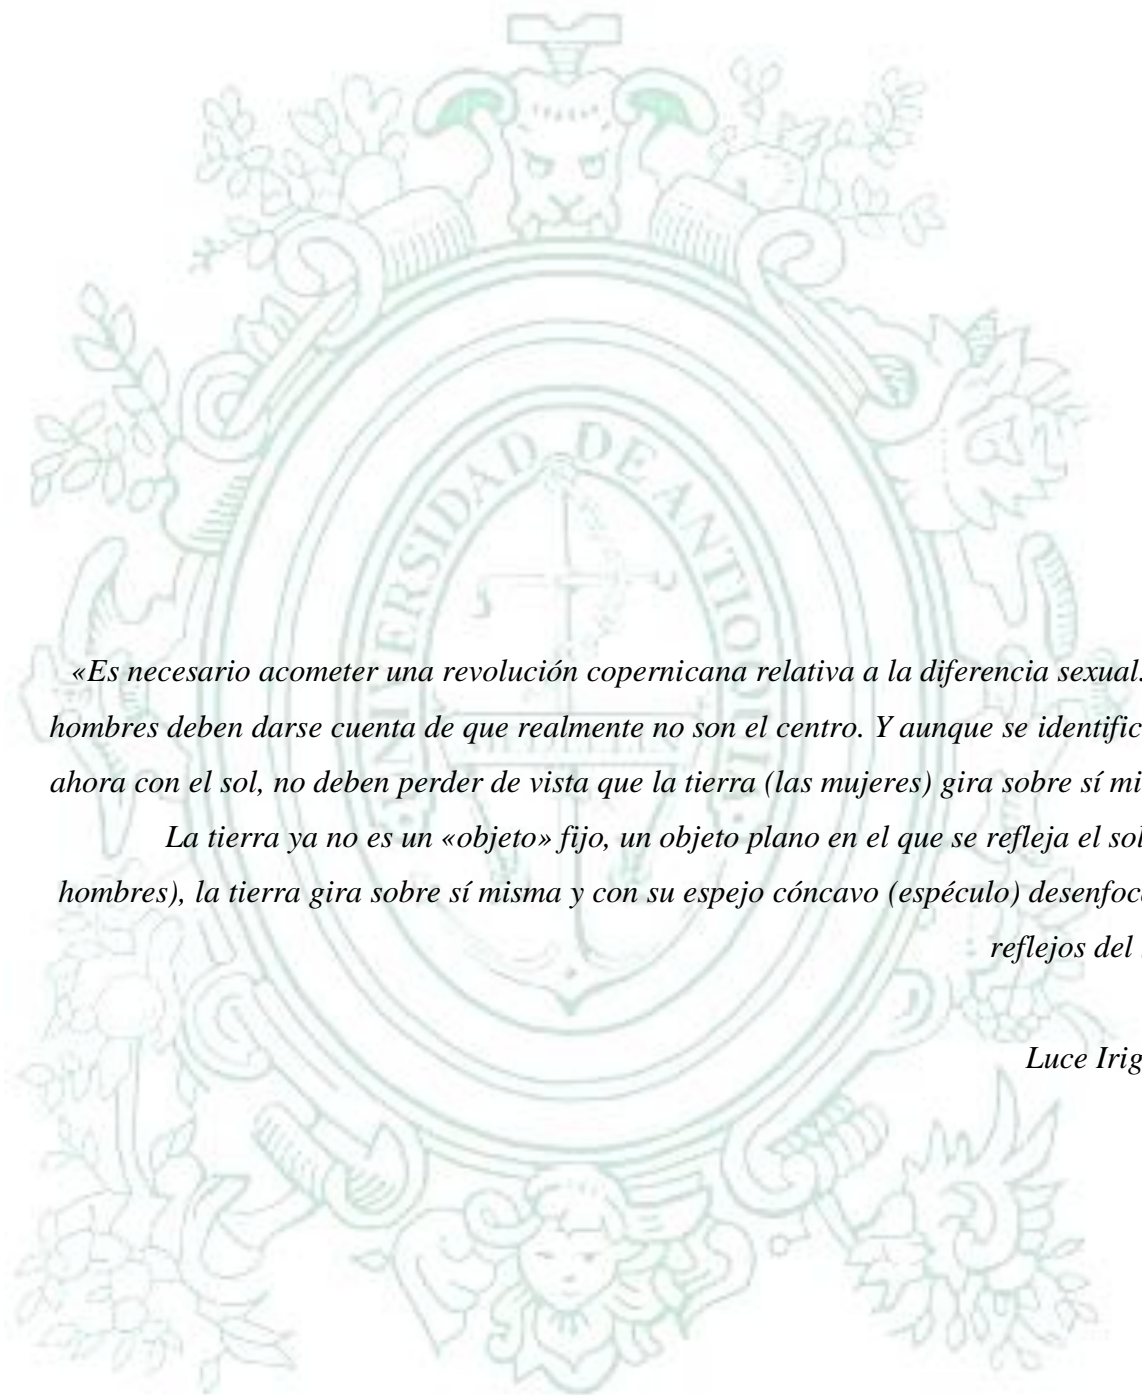 UNIVERSIDAD DE ANTIOQUIA
«Es necesario acometer una revolución copernicana relativa a la diferencia sexual.
hombres deben darse cuenta de que realmente no son el centro. Y aunque se identific
ahora con el sol, no deben perder de vista que la tierra (las mujeres) gira sobre sí mi
La tierra ya no es un «objeto» fijo, un objeto plano en el que se refleja el sol
hombres), la tierra gira sobre sí misma y con su espejo cóncavo (espéculo) desenfoc
reflejos del
Luce Irig